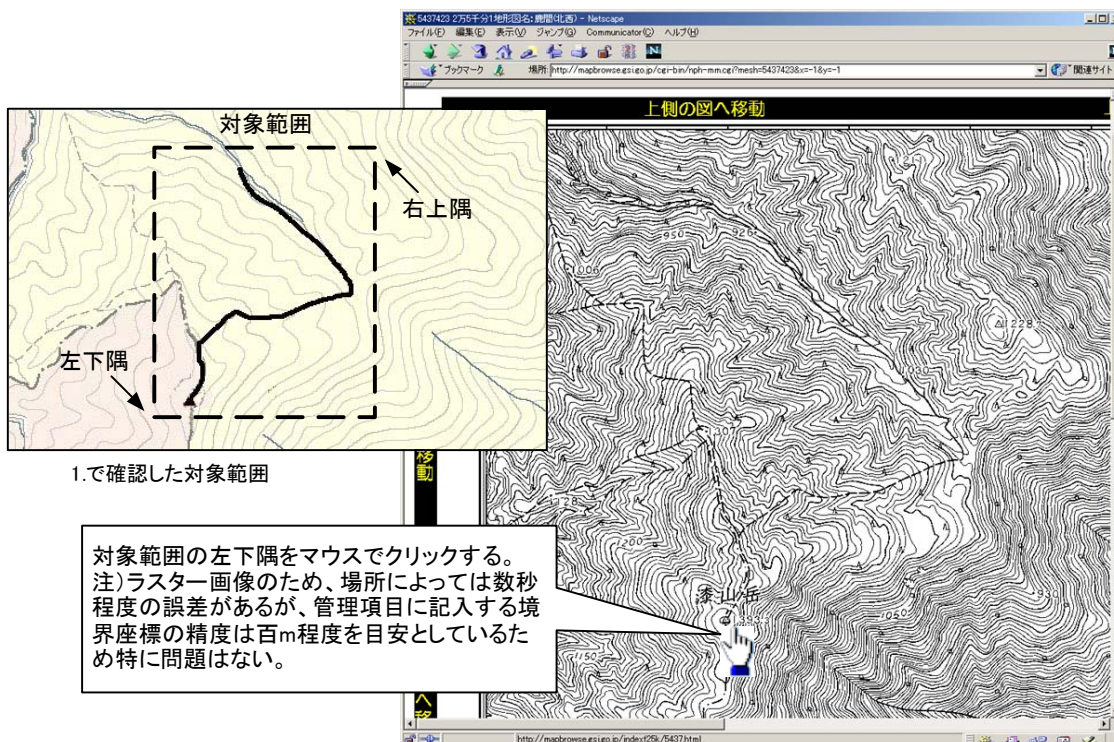 5437423 2万5千分1地形図名:鹿間(北西) - Netscape
ファイル(F) 編集(E) 表示(V) ジャンプ(G) Communicator(C) ヘルプ(H)
ブックマーク 場所: http://mapbrowse.gsi.go.jp/cgi-bin/nph-mm.cgi?mesh=5437423&x=-1&y=-1 関連サイト
上側の図へ移動
対象範囲
右上隅
左下隅
1.で確認した対象範囲
移動
対象範囲の左下隅をマウスでクリックする。
注)ラスター画像のため、場所によっては数秒
程度の誤差があるが、管理項目に記入する境
界座標の精度は百m程度を目安としているた
め特に問題はない。
950
926
1006
1228
1328
1200
漆山岳
1150
1050
930
へ移
http://mapbrowse.gsi.go.jp/index25k/5437.html